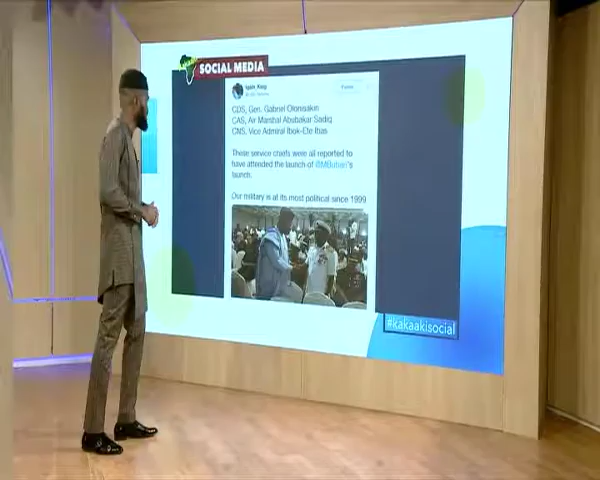 SOCIAL MEDIA
CDS, Gen. Gabriel Olonisakin
CAS, Air Marshal Abubakar Sadiq
CNS, Vice Admiral Ibok-Ete Ibas
These service chiefs were all reported to
have attended the launch of @MBuhari's
launch.
Our military is at its most political since 1999
#kakaakisocial